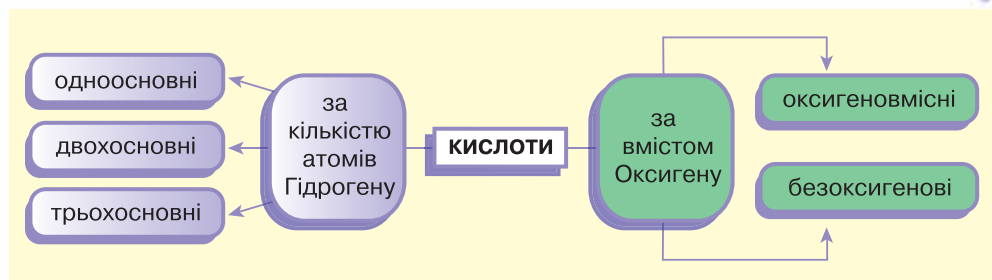 одноосновні
двохосновні
трьохосновні
за
кількістю
атомів
Гідрогену
кислоти
за
вмістом
Оксигену
оксигеновмісні
безоксигенові